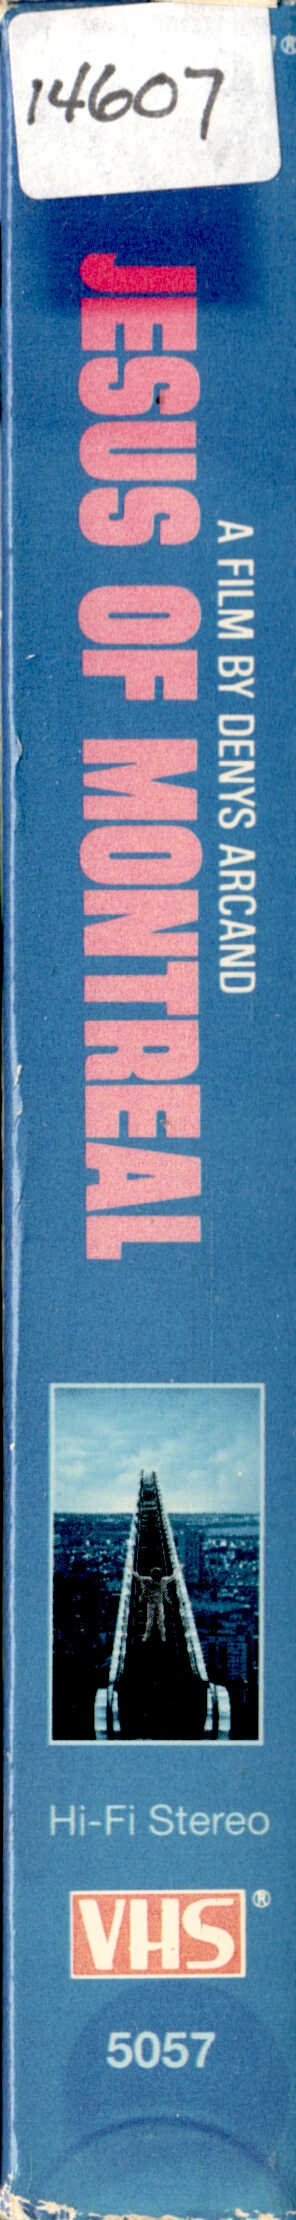 14607
®
A FILM BY DENYS ARCAND
JESUS OF MONTREAL
Hi-Fi Stereo
VHS®
5057